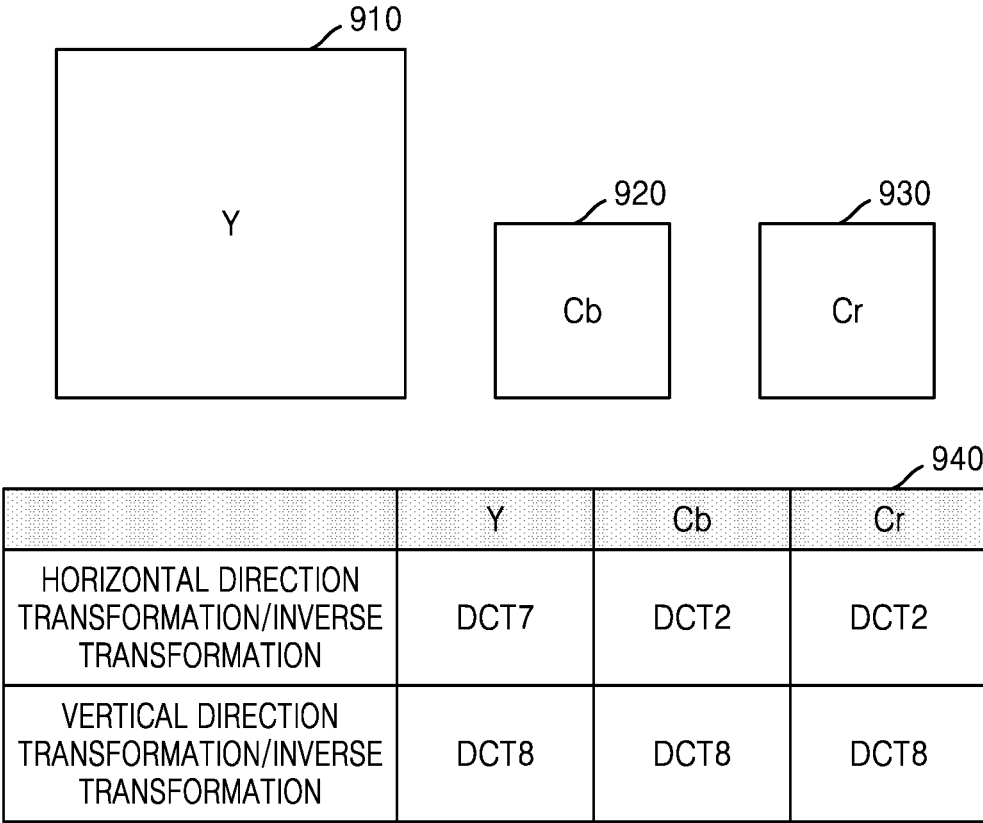 910
Y
920
Cb
930
Cr
940
Y Cb Cr
HORIZONTAL DIRECTION
TRANSFORMATION/INVERSE DCT7 DCT2 DCT2
TRANSFORMATION
VERTICAL DIRECTION
TRANSFORMATION/INVERSE DCT8 DCT8 DCT8
TRANSFORMATION